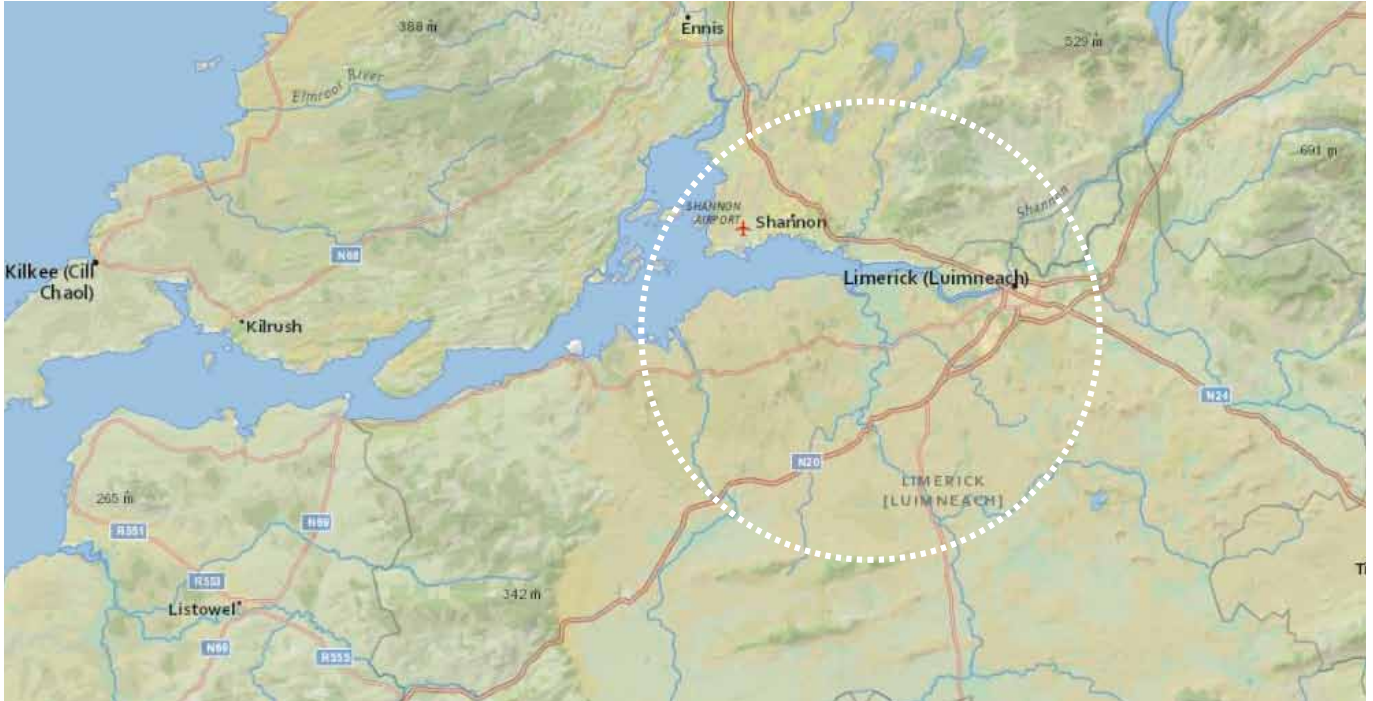 Ennis
388 m
529 m
Elmroor River
691 m
SHANNON
AIRPORT
Shannon
Shannon
N68
Kilkee (Cill
Chaol)
Limerick (Luimneach)
Kilrush
N24
N20
LIMERICK
[LUIMNEACH]
265 m
R551
N69
R553
342 m
Listowel
N69
R555
Ti